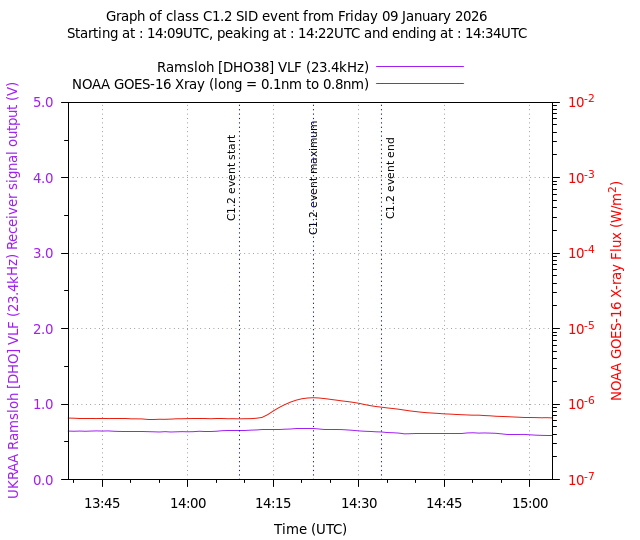 Graph of class C1.2 SID event from Friday 09 January 2026
Starting at : 14:09UTC, peaking at : 14:22UTC and ending at : 14:34UTC
Ramsloh [DHO38] VLF (23.4kHz)
NOAA GOES-16 Xray (long = 0.1nm to 0.8nm)
UKRAA Ramsloh [DHO] VLF (23.4kHz) Receiver signal output (V)
5.0
4.0
3.0
2.0
1.0
0.0
C1.2 event start
C1.2 event maximum
C1.2 event end
10^-2
10^-3
10^-4
10^-5
10^-6
10^-7
NOAA GOES-16 X-ray Flux (W/m²)
13:45 14:00 14:15 14:30 14:45 15:00
Time (UTC)